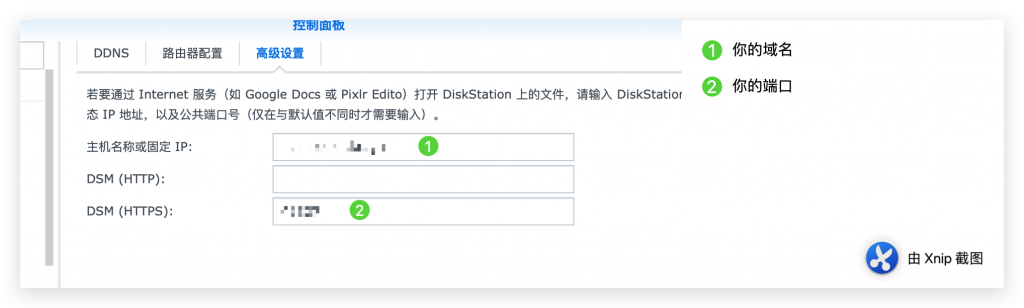 控制面板
DDNS 路由器配置 高级设置
若要通过 Internet 服务（如 Google Docs 或 Pixlr Edito）打开 DiskStation 上的文件，请输入 DiskStation
态 IP 地址，以及公共端口号（仅在与默认值不同时才需要输入）。
主机名称或固定 IP: 1
DSM (HTTP):
DSM (HTTPS): 2
1 你的域名
2 你的端口
由 Xnip 截图